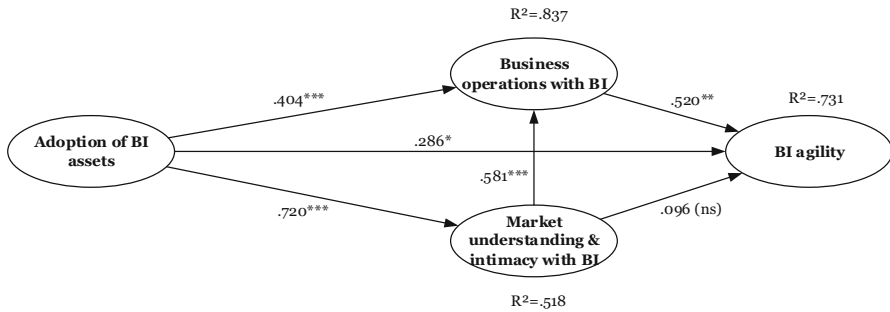 R²=.837
Business
operations with BI
.404***
.520**
R²=.731
Adoption of BI
assets
.286*
BI agility
.581***
.720***
.096 (ns)
Market
understanding &
intimacy with BI
R²=.518